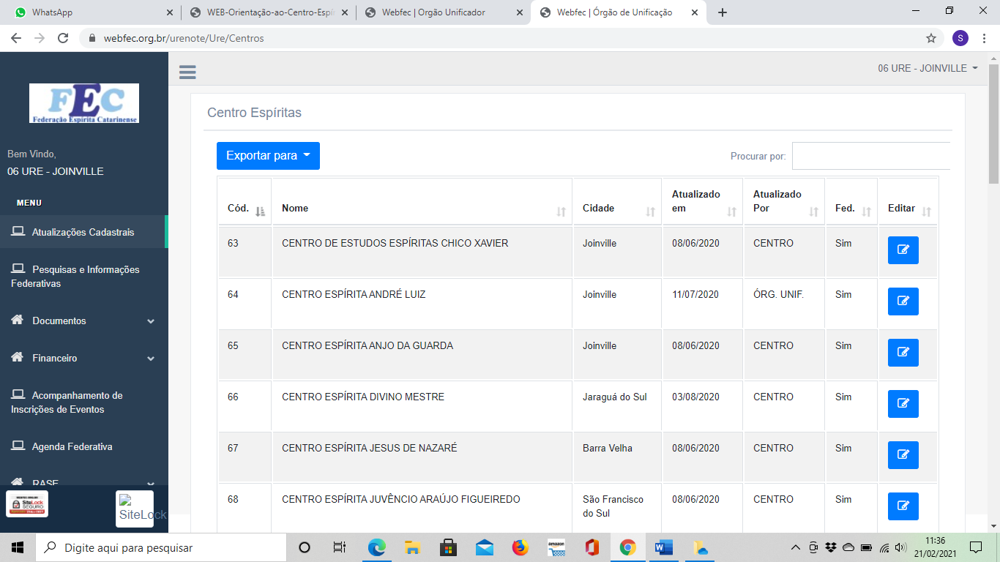 WhatsApp
WEB-Orientação-ao-Centro-Espír
Webfec | Orgão Unificador
Webfec | Órgão de Unificação
webfec.org.br/urenote/Ure/Centros
S
FEC
Federação Espírita Catarinense
Bem Vindo,
06 URE - JOINVILLE
MENU
Atualizações Cadastrais
Pesquisas e Informações
Federativas
Documentos
Financeiro
Acompanhamento de
Inscrições de Eventos
Agenda Federativa
RASE
SiteLock
SEGURO
SiteLock
06 URE - JOINVILLE
Centro Espíritas
Exportar para
Procurar por:
Cód. Nome Cidade Atualizado em Atualizado Por Fed. Editar
63 CENTRO DE ESTUDOS ESPÍRITAS CHICO XAVIER Joinville 08/06/2020 CENTRO Sim
64 CENTRO ESPÍRITA ANDRÉ LUIZ Joinville 11/07/2020 ÓRG. UNIF. Sim
65 CENTRO ESPÍRITA ANJO DA GUARDA Joinville 08/06/2020 CENTRO Sim
66 CENTRO ESPÍRITA DIVINO MESTRE Jaraguá do Sul 03/08/2020 CENTRO Sim
67 CENTRO ESPÍRITA JESUS DE NAZARÉ Barra Velha 08/06/2020 CENTRO Sim
68 CENTRO ESPÍRITA JUVÊNCIO ARAÚJO FIGUEIREDO São Francisco do Sul 08/06/2020 CENTRO Sim
Digite aqui para pesquisar
amazon
11:36
21/02/2021